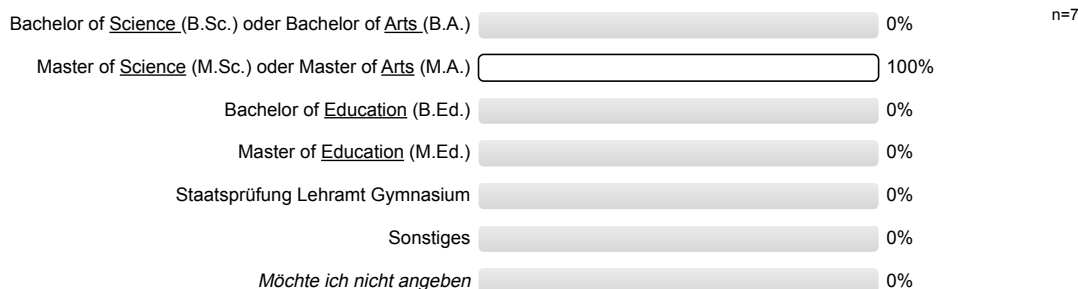 Bachelor of Science (B.Sc.) oder Bachelor of Arts (B.A.) 0% n=7
Master of Science (M.Sc.) oder Master of Arts (M.A.) 100%
Bachelor of Education (B.Ed.) 0%
Master of Education (M.Ed.) 0%
Staatsprüfung Lehramt Gymnasium 0%
Sonstiges 0%
Möchte ich nicht angeben 0%